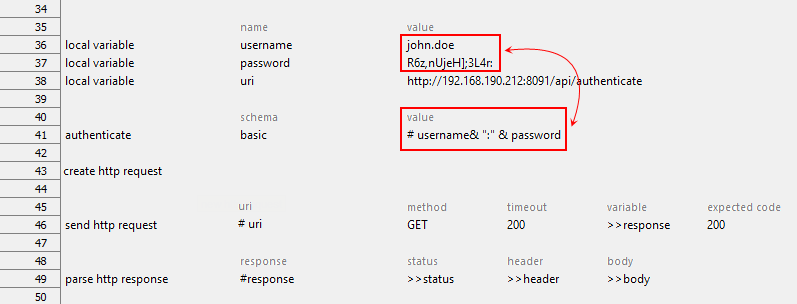 34
35 name value
36 local variable username john.doe
37 local variable password R6z,nUjeH];3L4r:
38 local variable uri http://192.168.190.212:8091/api/authenticate
39
40 schema value
41 authenticate basic # username& ":" & password
42
43 create http request
44
45 uri method timeout variable expected code
46 send http request # uri GET 200 >>response 200
47
48 response status header body
49 parse http response #response >>status >>header >>body
50